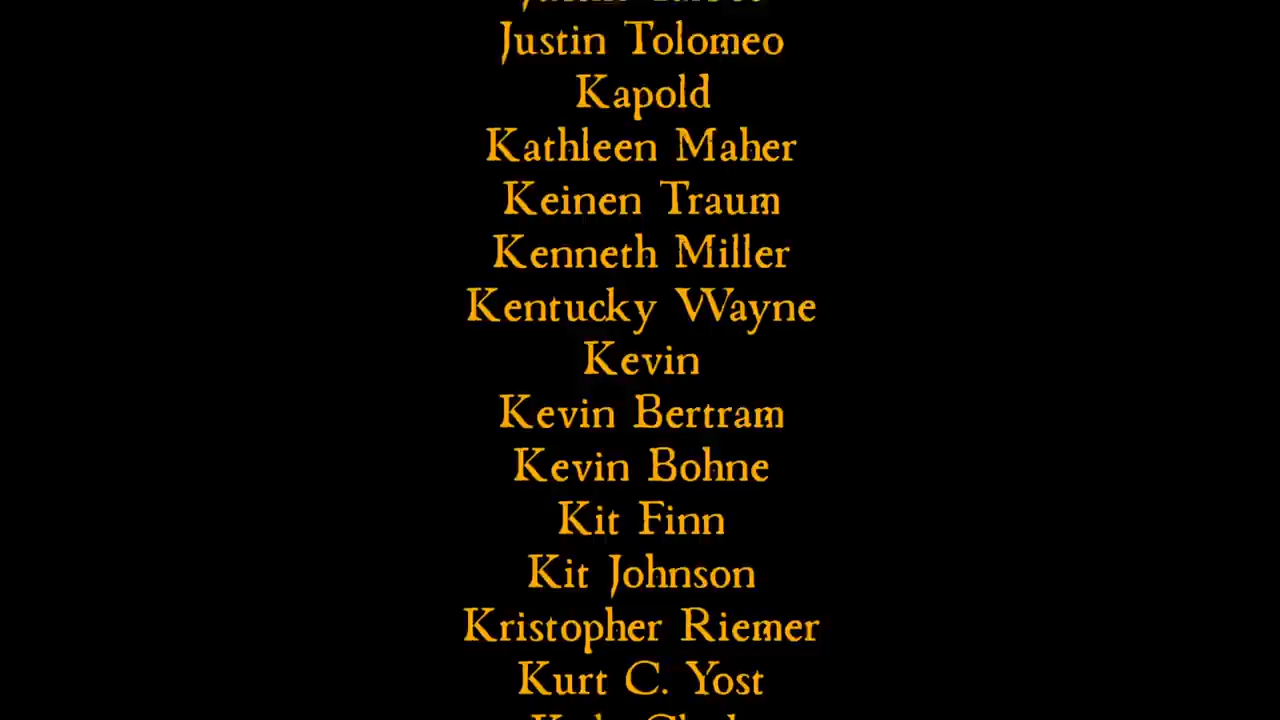 Justin Tolomeo
Kapold
Kathleen Maher
Keinen Traum
Kenneth Miller
Kentucky Wayne
Kevin
Kevin Bertram
Kevin Bohne
Kit Finn
Kit Johnson
Kristopher Riemer
Kurt C. Yost